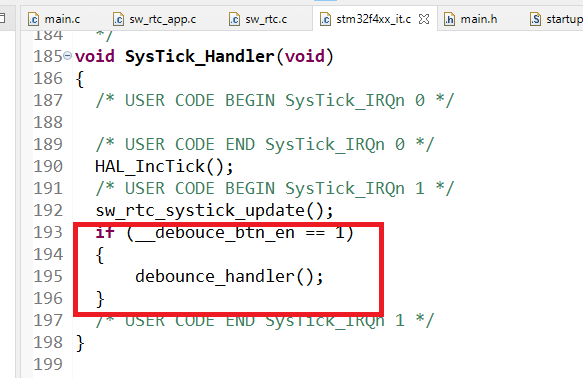 main.c sw_rtc_app.c sw_rtc.c stm32f4xx_it.c main.h startup
184 */
185 void SysTick_Handler(void)
186 {
187 /* USER CODE BEGIN SysTick_IRQn 0 */
188
189 /* USER CODE END SysTick_IRQn 0 */
190 HAL_IncTick();
191 /* USER CODE BEGIN SysTick_IRQn 1 */
192 sw_rtc_systick_update();
193 if (__debouce_btn_en == 1)
194 {
195 debounce_handler();
196 }
197 /* USER CODE END SysTick_IRQn 1 */
198 }
199